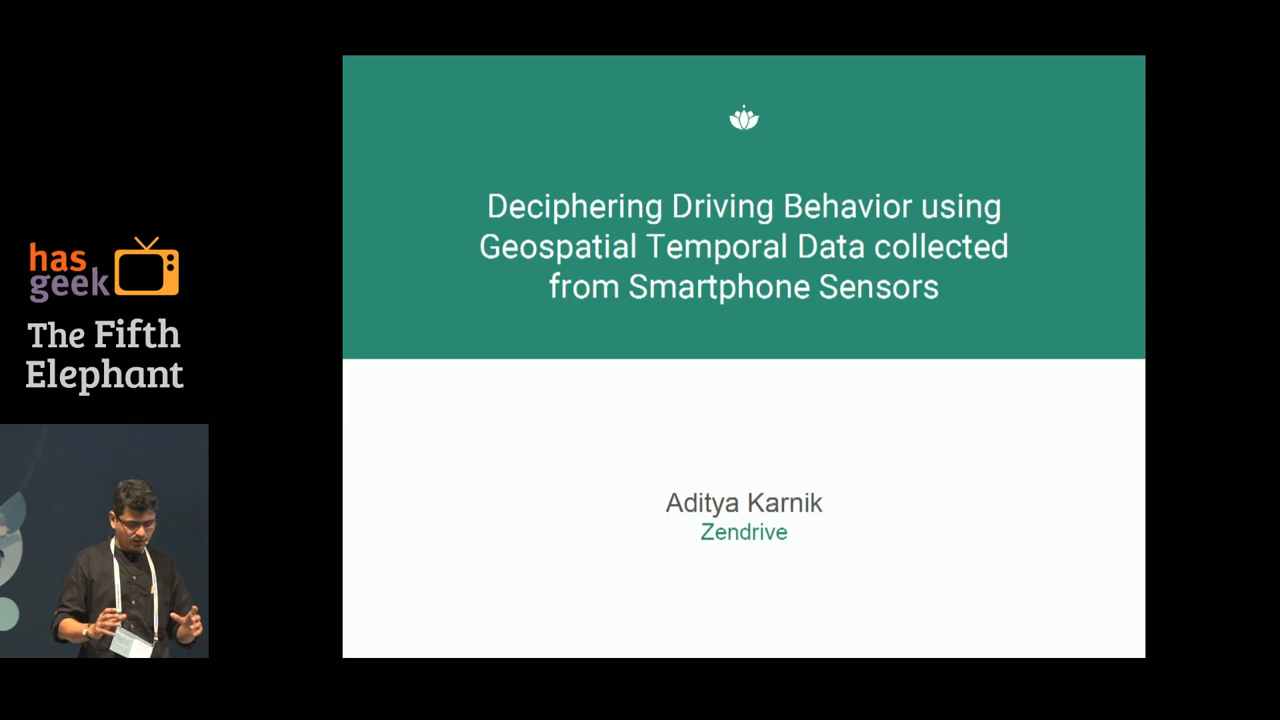 has
geek
The Fifth
Elephant
Deciphering Driving Behavior using
Geospatial Temporal Data collected
from Smartphone Sensors
Aditya Karnik
Zendrive